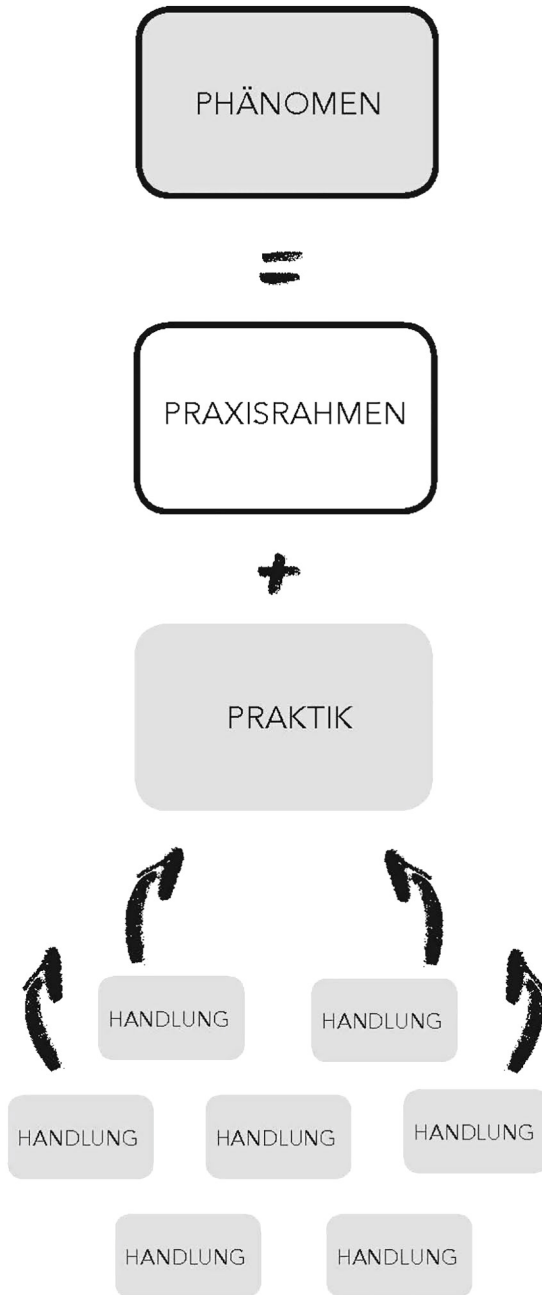 PHÄNOMEN
=
PRAXISRAHMEN
+
PRAKTIK
HANDLUNG HANDLUNG
HANDLUNG HANDLUNG HANDLUNG
HANDLUNG HANDLUNG